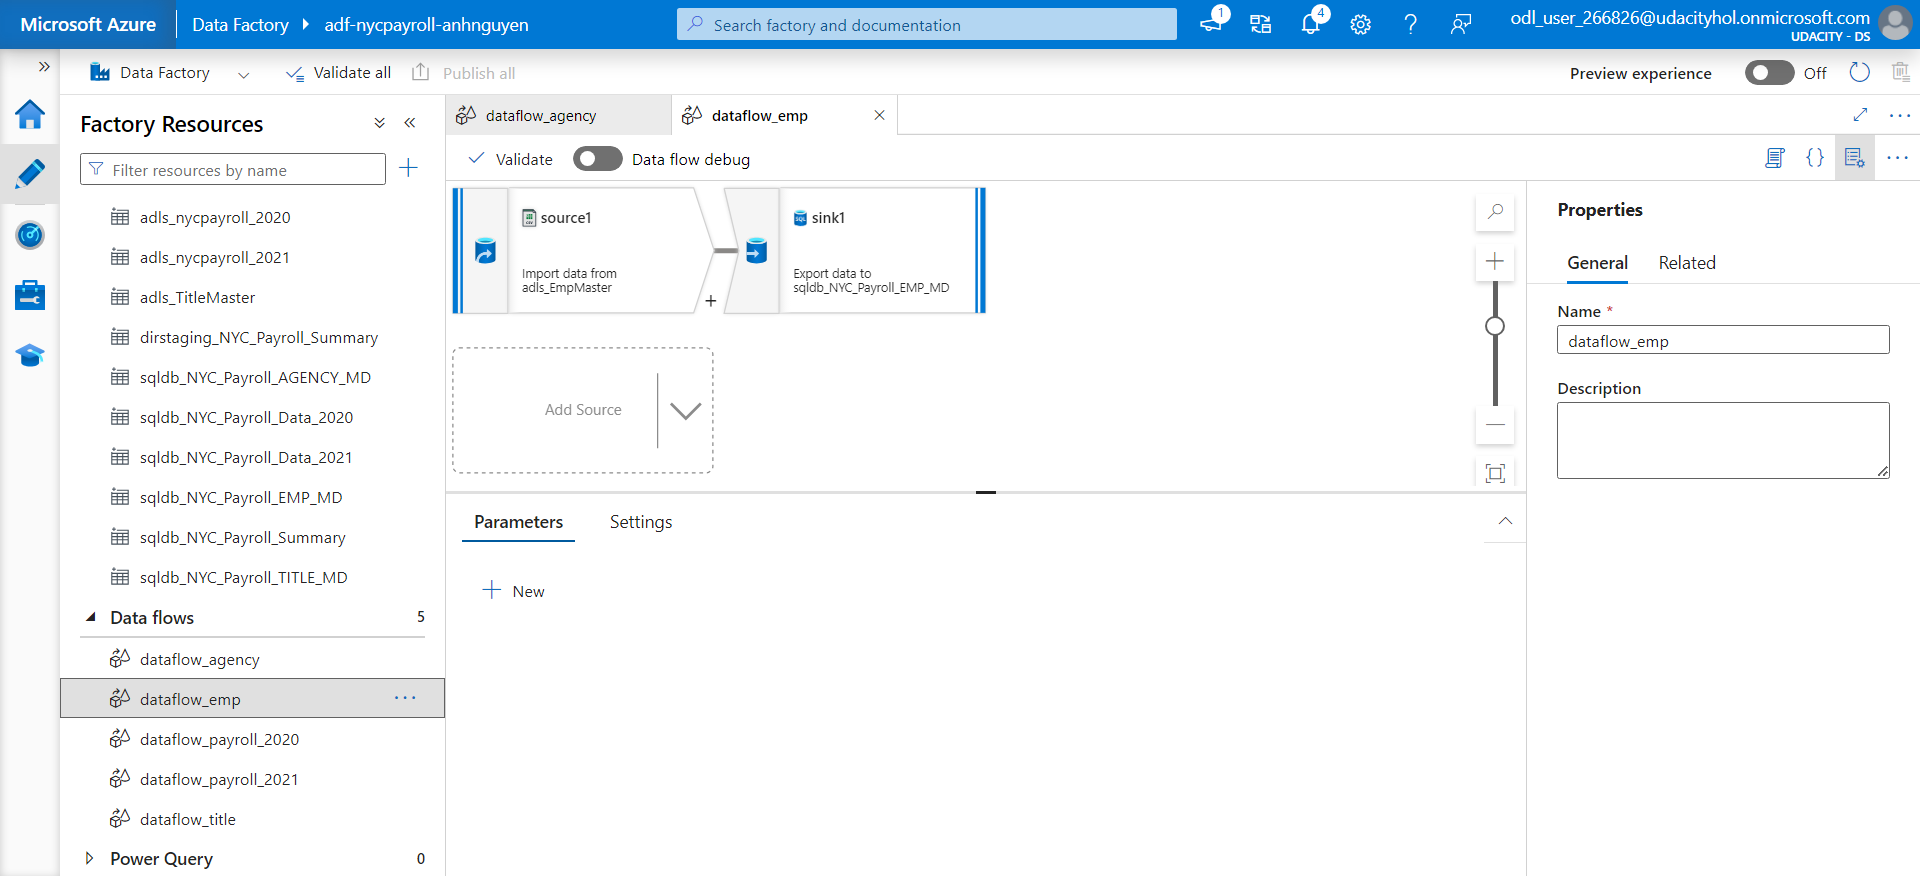 Microsoft Azure
Data Factory
adf-nycpayroll-anhnguyen
Search factory and documentation
1
4
odl_user_266826@udacityhol.onmicrosoft.com
UDACITY - DS
Data Factory
Validate all
Publish all
Preview experience
Off
Factory Resources
Filter resources by name
adls_nycpayroll_2020
adls_nycpayroll_2021
adls_TitleMaster
dirstaging_NYC_Payroll_Summary
sqldb_NYC_Payroll_AGENCY_MD
sqldb_NYC_Payroll_Data_2020
sqldb_NYC_Payroll_Data_2021
sqldb_NYC_Payroll_EMP_MD
sqldb_NYC_Payroll_Summary
sqldb_NYC_Payroll_TITLE_MD
Data flows 5
dataflow_agency
dataflow_emp
dataflow_payroll_2020
dataflow_payroll_2021
dataflow_title
Power Query 0
dataflow_agency
dataflow_emp
Validate
Data flow debug
source1
Import data from
adls_EmpMaster
SQL
sink1
Export data to
sqldb_NYC_Payroll_EMP_MD
Add Source
Parameters
Settings
New
Properties
General
Related
Name *
dataflow_emp
Description